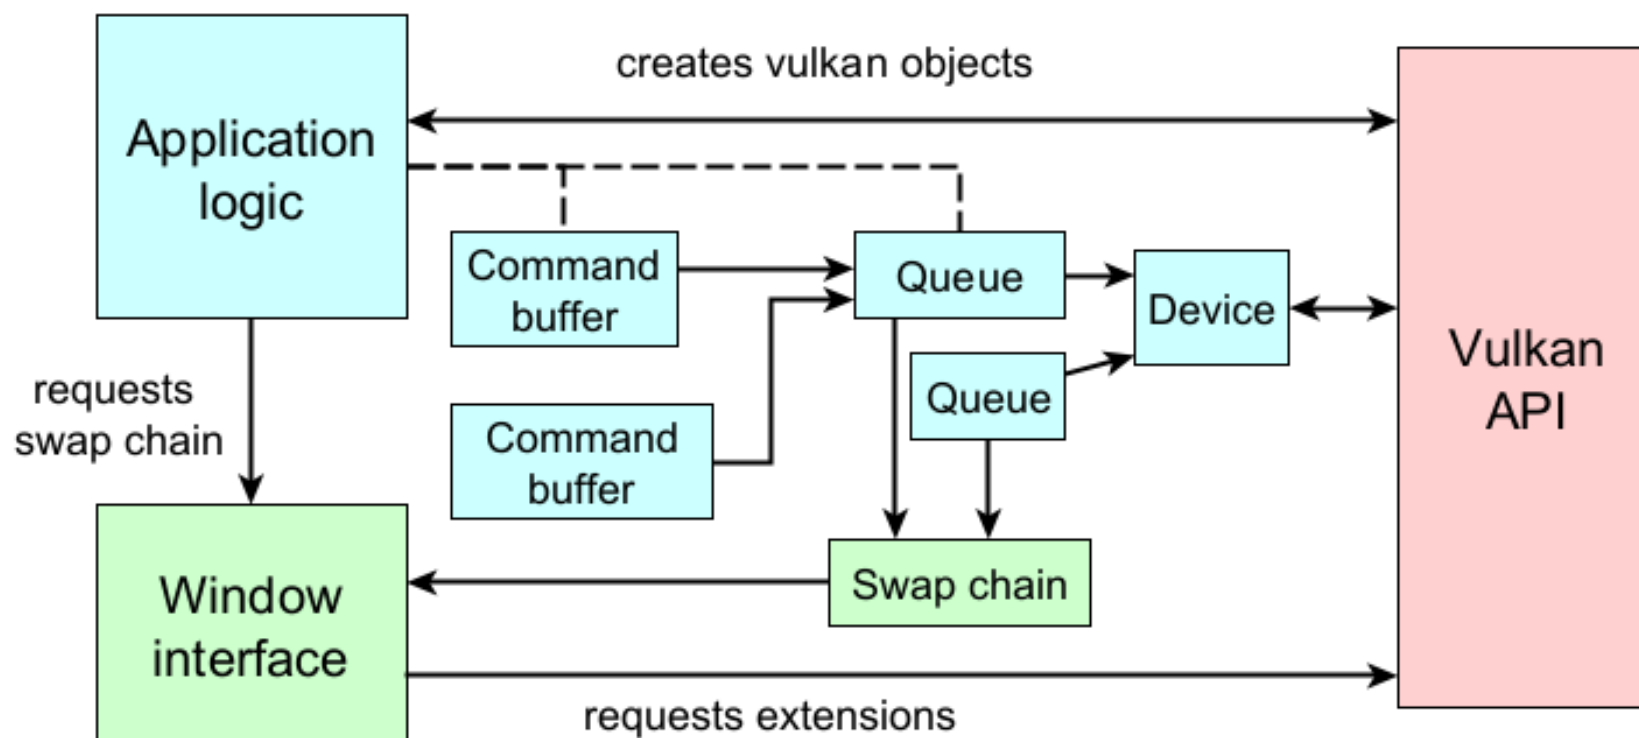 creates vulkan objects
Application
logic
Command
buffer
Queue
Device
Vulkan
API
requests
swap chain
Queue
Command
buffer
Window
interface
Swap chain
requests extensions